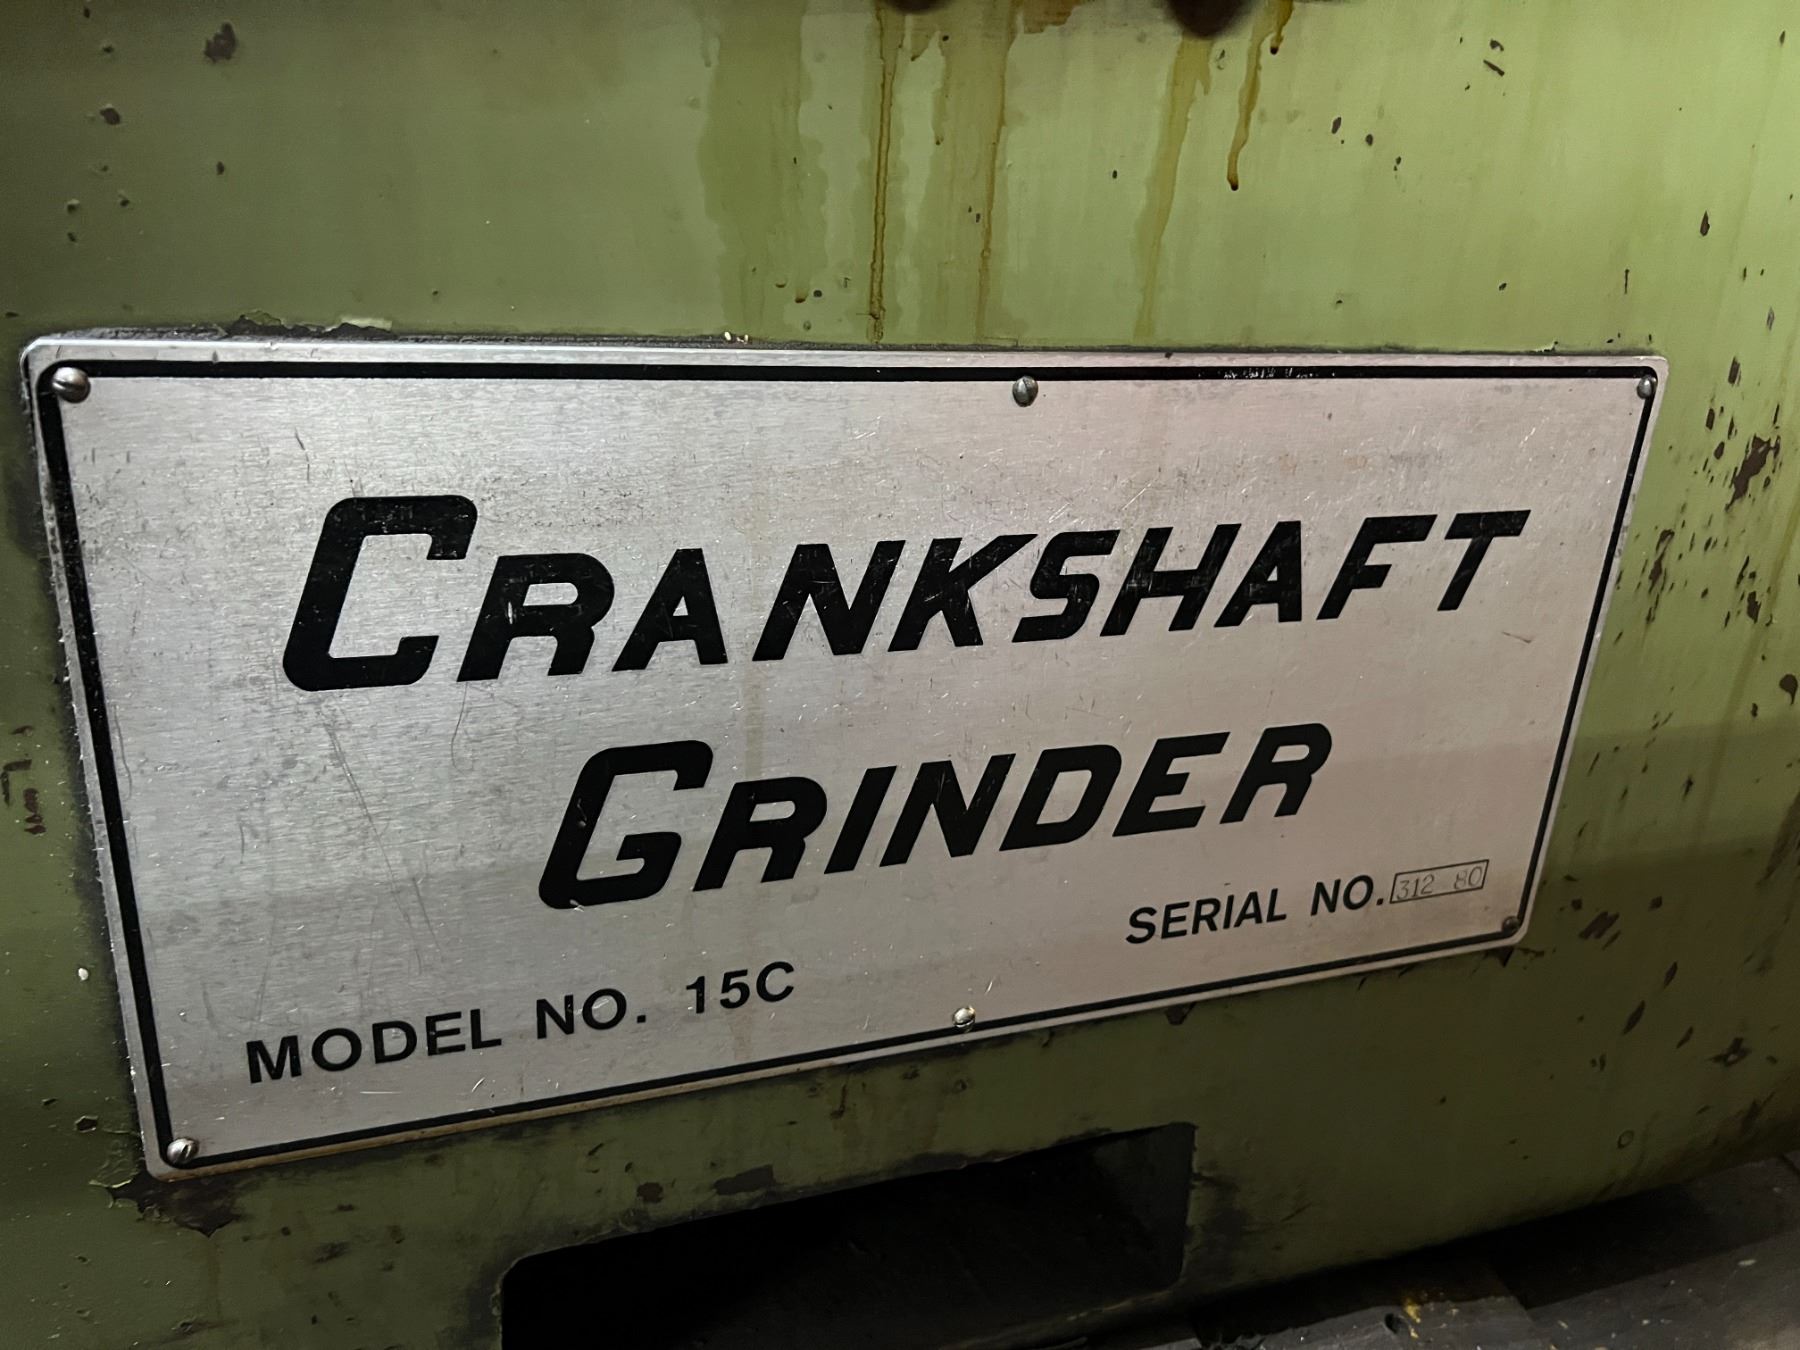 CRANKSHAFT
GRINDER
SERIAL NO. 312 80
MODEL NO. 15C